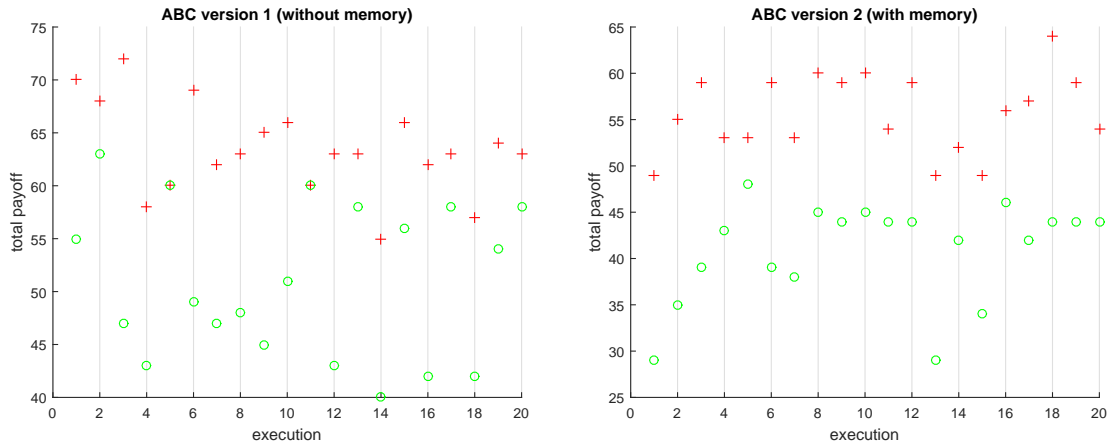 ABC version 1 (without memory)
75
70
65
60
55
50
45
40
total payoff
0 2 4 6 8 10 12 14 16 18 20
execution
ABC version 2 (with memory)
65
60
55
50
45
40
35
30
25
total payoff
0 2 4 6 8 10 12 14 16 18 20
execution